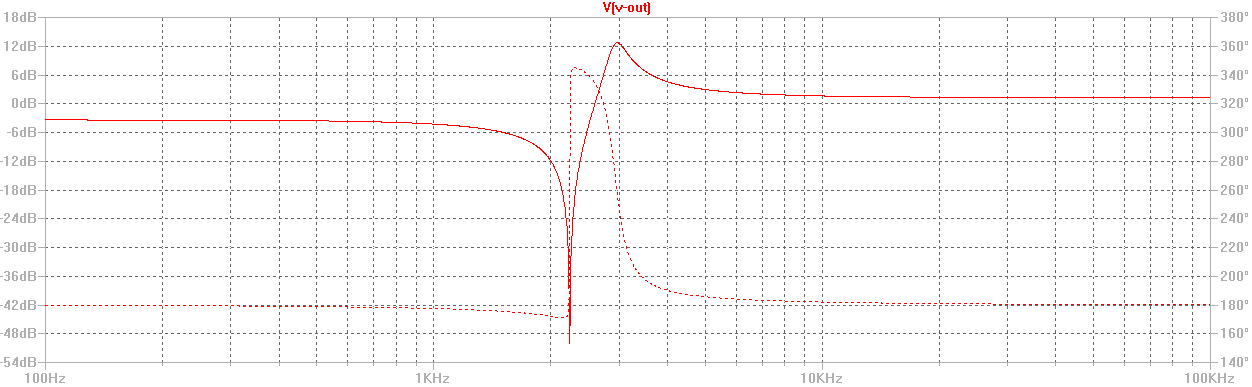 V(v-out)
18dB 380°
12dB 360°
6dB 340°
0dB 320°
-6dB 300°
-12dB 280°
-18dB 260°
-24dB 240°
-30dB 220°
-36dB 200°
-42dB 180°
-48dB 160°
-54dB 140°
100Hz 1KHz 10KHz 100KHz